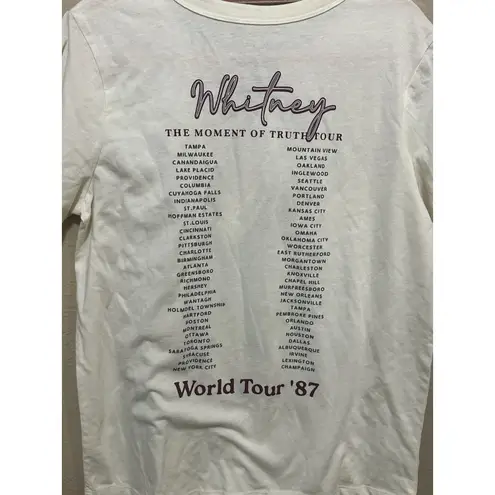 Whitney
THE MOMENT OF TRUTH TOUR
TAMPA
MILWAUKEE
CANANDAIGUA
LAKE PLACID
PROVIDENCE
COLUMBIA
CUYAHOGA FALLS
INDIANAPOLIS
ST.PAUL
HOFFMAN ESTATES
ST.LOUIS
CINCINNATI
CLARKSTON
PITTSBURGH
CHARLOTTE
BIRMINGHAM
ATLANTA
GREENSBORO
RICHMOND
HERSHEY
PHILADELPHIA
WANTAGH
HOLMDEL TOWNSHIP
HARTFORD
BOSTON
MONTREAL
OTTAWA
TORONTO
SARATOGA SPRINGS
SYRACUSE
PROVIDENCE
NEW YORK CITY
MOUNTAIN VIEW
LAS VEGAS
OAKLAND
INGLEWOOD
SEATTLE
VANCOUVER
PORTLAND
DENVER
KANSAS CITY
AMES
IOWA CITY
OMAHA
OKLAHOMA CITY
WORCESTER
EAST RUTHERFORD
MORGANTOWN
CHARLESTON
KNOXVILLE
CHAPEL HILL
MURFREESBORO
NEW ORLEANS
JACKSONVILLE
TAMPA
PEMBROKE PINES
ORLANDO
AUSTIN
HOUSTON
DALLAS
ALBUQUERQUE
IRVINE
LEXINGTON
CHAMPAIGN
World Tour '87